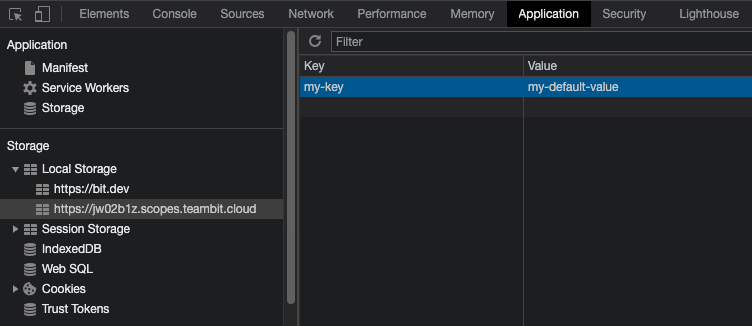 Elements Console Sources Network Performance Memory Application Security Lighthouse
Application
Manifest
Service Workers
Storage
Storage
Local Storage
https://bit.dev
https://jw02b1z.scopes.teambit.cloud
Session Storage
IndexedDB
Web SQL
Cookies
Trust Tokens
Filter
Key Value
my-key my-default-value